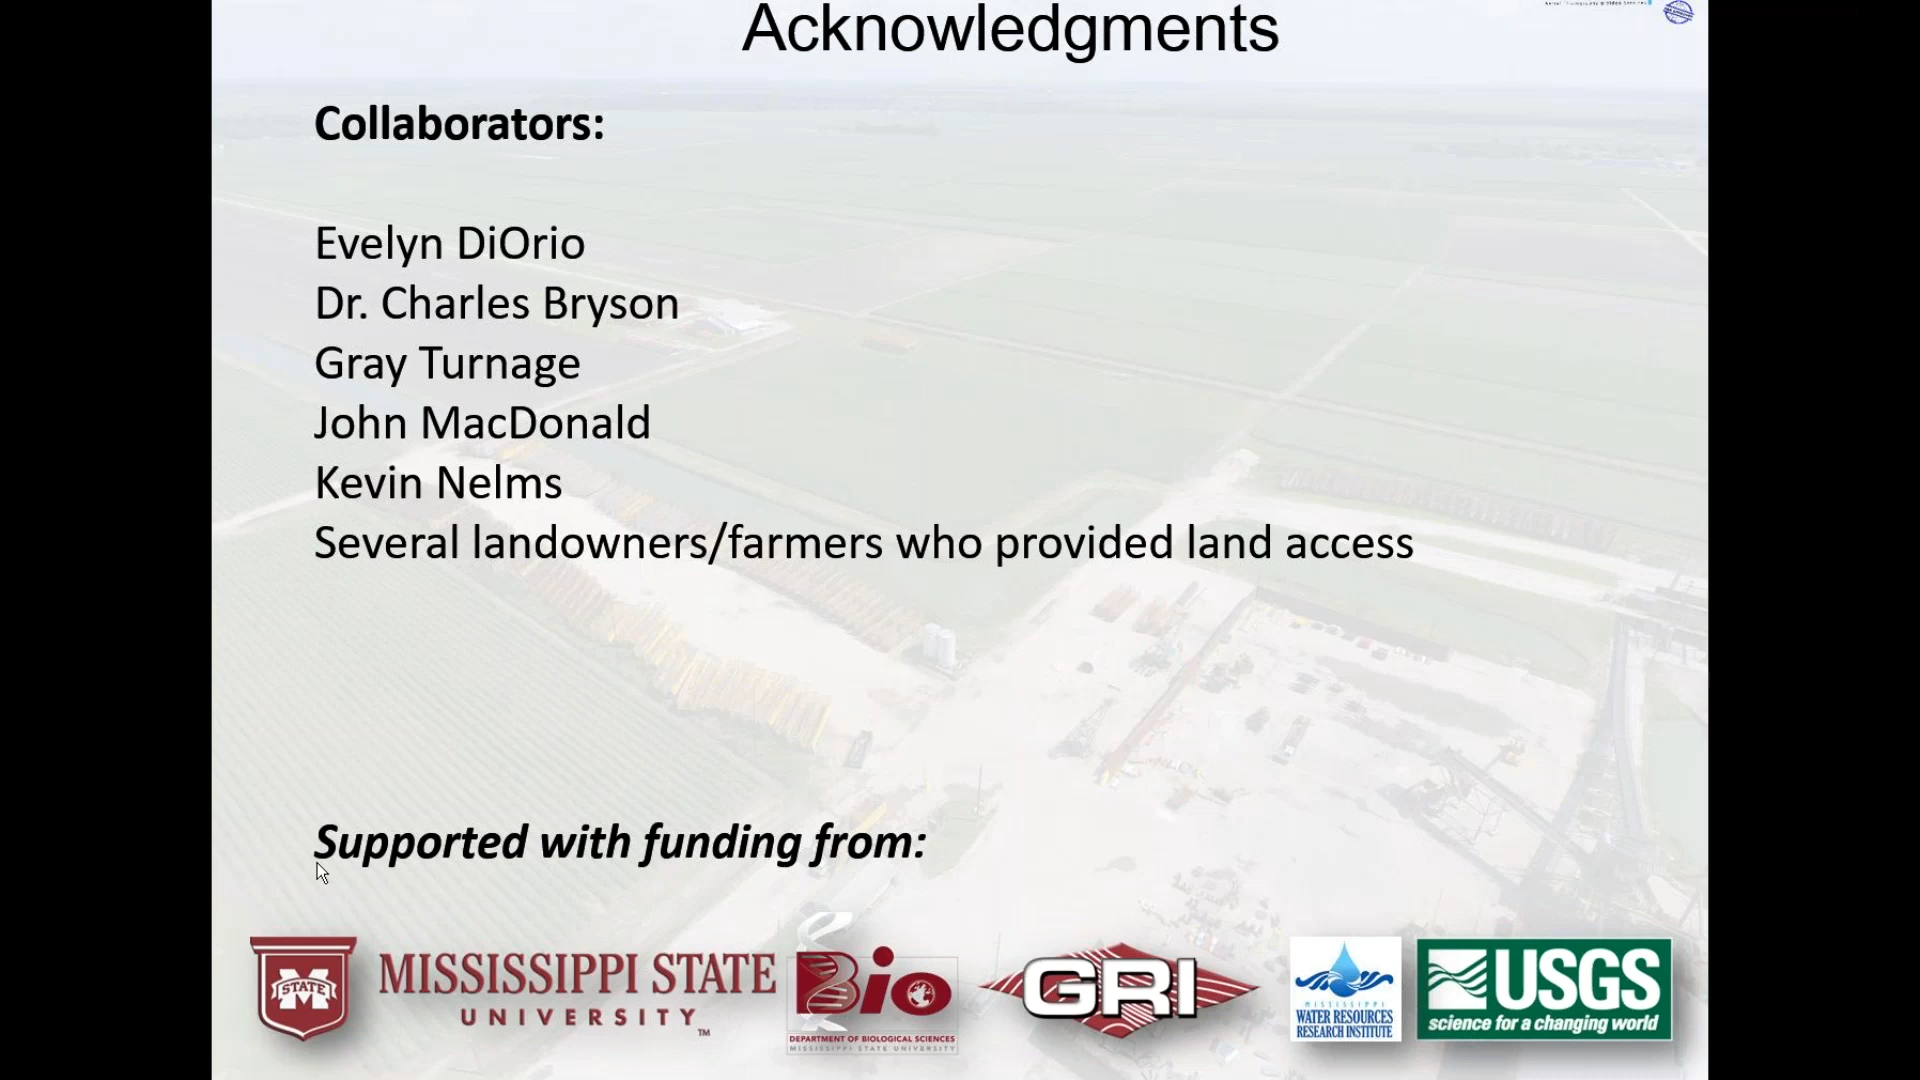 Acknowledgments
Collaborators:
Evelyn DiOrio
Dr. Charles Bryson
Gray Turnage
John MacDonald
Kevin Nelms
Several landowners/farmers who provided land access
Supported with funding from:
STATE
M
MISSISSIPPI STATE
UNIVERSITY™
Bio
DEPARTMENT OF BIOLOGICAL SCIENCES
MISSISSIPPI STATE UNIVERSITY
GRI
MISSISSIPPI
WATER RESOURCES
RESEARCH INSTITUTE
USGS
science for a changing world